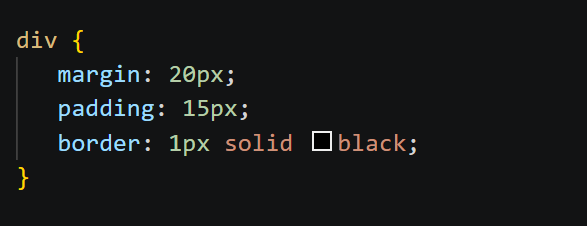 div {
margin: 20px;
padding: 15px;
border: 1px solid black;
}